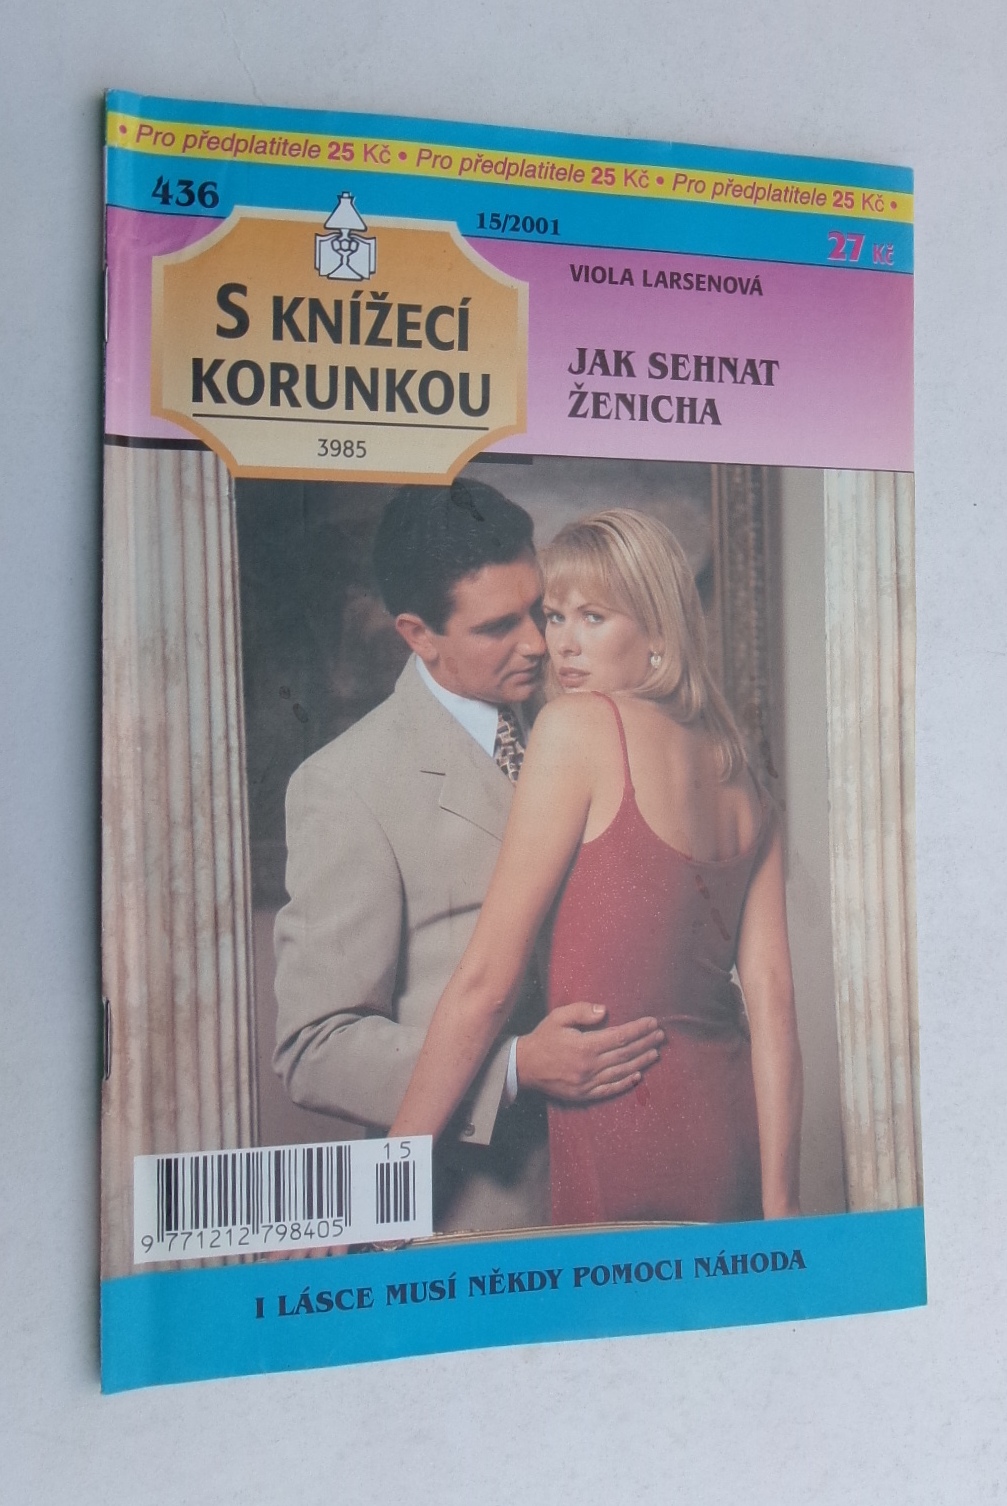 • Pro předplatitele 25 Kč • Pro předplatitele 25 Kč • Pro předplatitele 25 Kč •
436
15/2001
27 Kč
S KNÍŽECÍ
KORUNKOU
3985
VIOLA LARSENOVÁ
JAK SEHNAT
ŽENICHA
15
9 771212 798405
I LÁSCE MUSÍ NĚKDY POMOCI NÁHODA